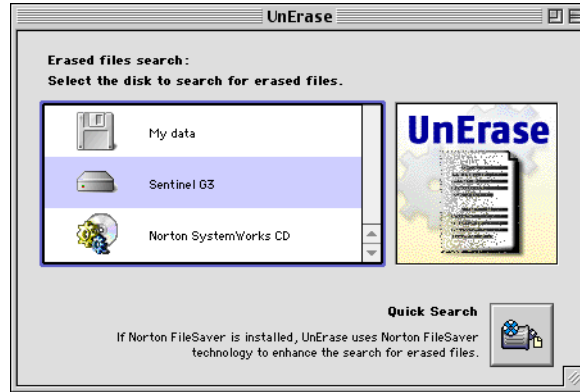 UnErase
Erased files search:
Select the disk to search for erased files.
My data
Sentinel G3
Norton SystemWorks CD
UnErase
Quick Search
If Norton FileSaver is installed, UnErase uses Norton FileSaver
technology to enhance the search for erased files.